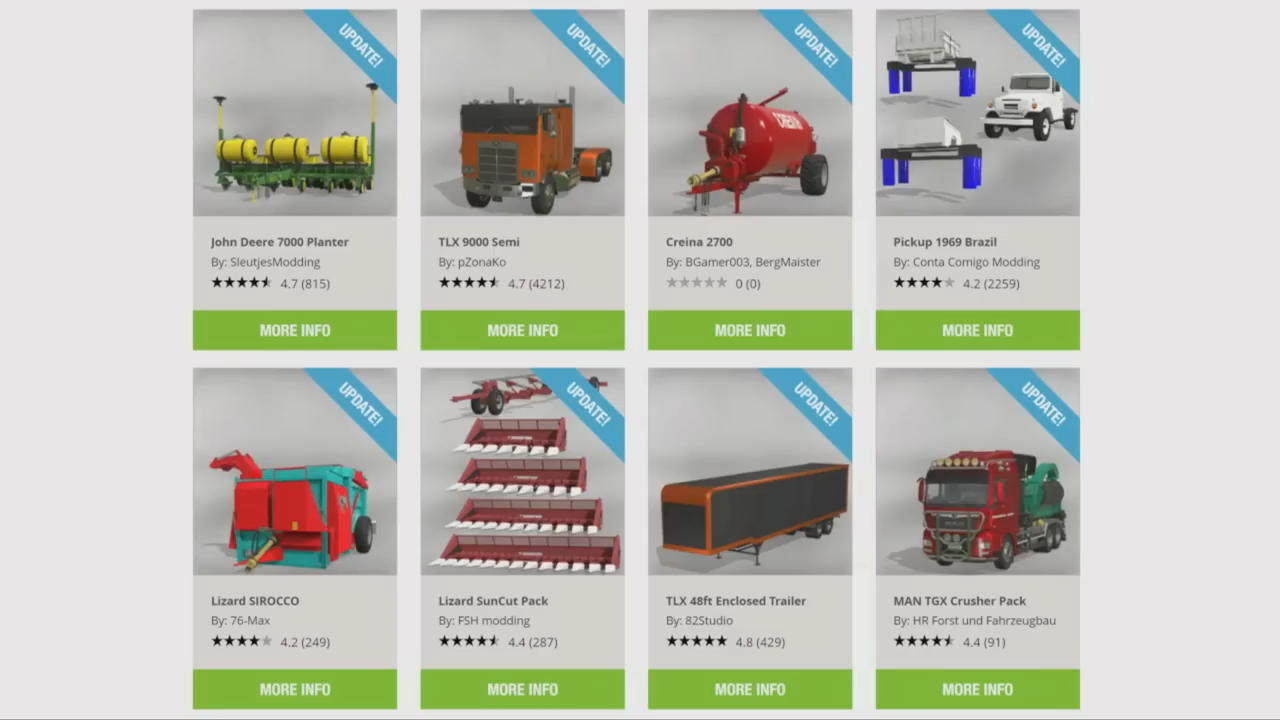 UPDATE!
UPDATE!
UPDATE!
UPDATE!
CREINA
John Deere 7000 Planter
By: SleutjesModding
4.7 (815)
MORE INFO
TLX 9000 Semi
By: pZonaKo
4.7 (4212)
MORE INFO
Creina 2700
By: BGamer003, BergMaister
0 (0)
MORE INFO
Pickup 1969 Brazil
By: Conta Comigo Modding
4.2 (2259)
MORE INFO
UPDATE!
UPDATE!
UPDATE!
UPDATE!
Lizard SIROCCO
By: 76-Max
4.2 (249)
MORE INFO
Lizard SunCut Pack
By: FSH modding
4.4 (287)
MORE INFO
TLX 48ft Enclosed Trailer
By: 82Studio
4.8 (429)
MORE INFO
MAN TGX Crusher Pack
By: HR Forst und Fahrzeugbau
4.4 (91)
MORE INFO